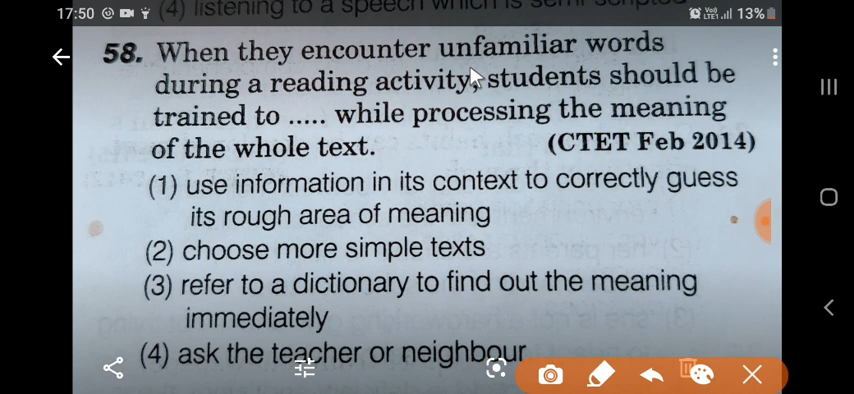 17:50
13%
(4) listening to a speech which is semi scripted
58. When they encounter unfamiliar words
during a reading activity, students should be
trained to ..... while processing the meaning
of the whole text. (CTET Feb 2014)
(1) use information in its context to correctly guess
its rough area of meaning
(2) choose more simple texts
(3) refer to a dictionary to find out the meaning
immediately
(4) ask the teacher or neighbour